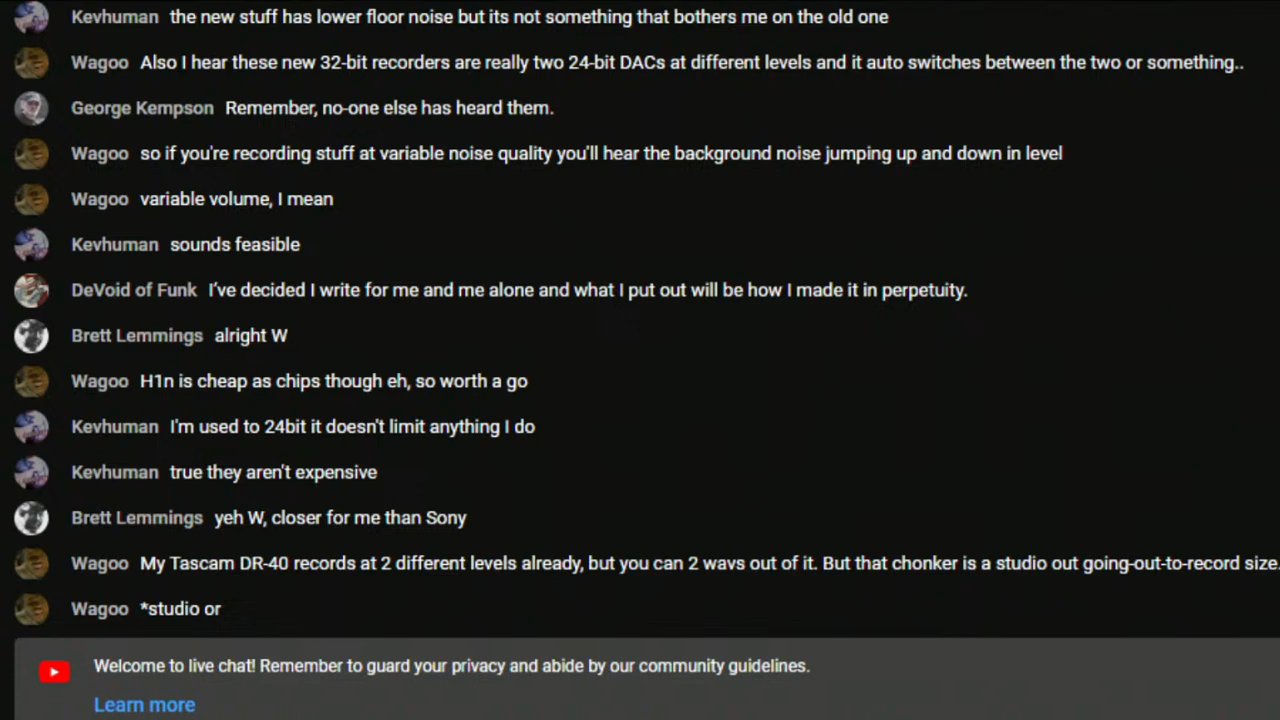 Kevhuman the new stuff has lower floor noise but its not something that bothers me on the old one
Wagoo Also I hear these new 32-bit recorders are really two 24-bit DACs at different levels and it auto switches between the two or something..
George Kempson Remember, no-one else has heard them.
Wagoo so if you're recording stuff at variable noise quality you'll hear the background noise jumping up and down in level
Wagoo variable volume, I mean
Kevhuman sounds feasible
DeVoid of Funk I've decided I write for me and me alone and what I put out will be how I made it in perpetuity.
Brett Lemmings alright W
Wagoo H1n is cheap as chips though eh, so worth a go
Kevhuman I'm used to 24bit it doesn't limit anything I do
Kevhuman true they aren't expensive
Brett Lemmings yeh W, closer for me than Sony
Wagoo My Tascam DR-40 records at 2 different levels already, but you can 2 wavs out of it. But that chonker is a studio out going-out-to-record size.
Wagoo *studio or
Welcome to live chat! Remember to guard your privacy and abide by our community guidelines.
Learn more